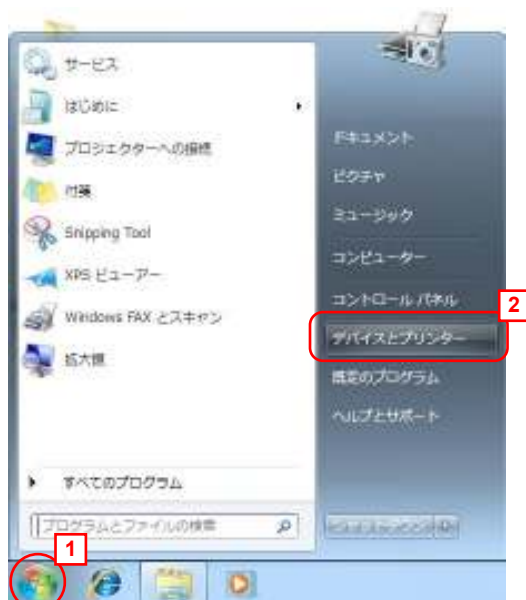 サービス
はじめに
プロジェクターへの接続
付箋
Snipping Tool
XPS ビューアー
Windows FAX とスキャン
拡大鏡
すべてのプログラム
プログラムとファイルの検索
ドキュメント
ピクチャ
ミュージック
コンピューター
コントロール パネル
デバイスとプリンター
既定のプログラム
ヘルプとサポート
1
2